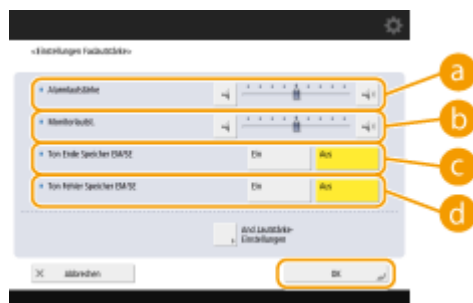 <Einstellungen Faxlautstärke>
Alarmlautstärke
a
Monitorlautst.
b
Ton Ende Speicher EM/SE
Ein
Aus
c
Ton Fehler Speicher EM/SE
Ein
Aus
d
And. Lautstärke-
Einstellungen
Abbrechen
OK